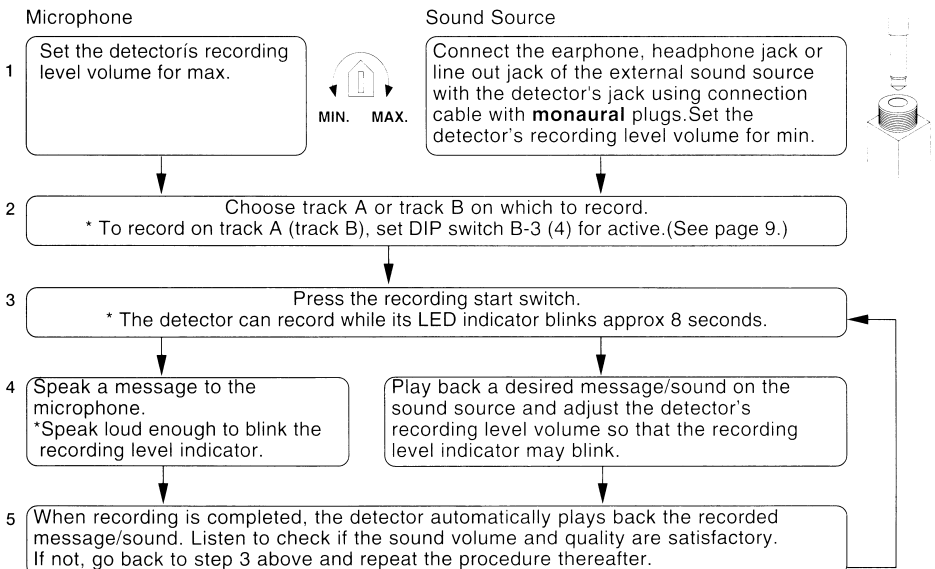 Microphone
Sound Source
1
Set the detectorís recording
level volume for max.
MIN. MAX.
Connect the earphone, headphone jack or
line out jack of the external sound source
with the detector's jack using connection
cable with monaural plugs.Set the
detector's recording level volume for min.
2
Choose track A or track B on which to record.
* To record on track A (track B), set DIP switch B-3 (4) for active.(See page 9.)
3
Press the recording start switch.
* The detector can record while its LED indicator blinks approx 8 seconds.
4
Speak a message to the
microphone.
*Speak loud enough to blink the
recording level indicator.
Play back a desired message/sound on the
sound source and adjust the detector's
recording level volume so that the recording
level indicator may blink.
5
When recording is completed, the detector automatically plays back the recorded
message/sound. Listen to check if the sound volume and quality are satisfactory.
If not, go back to step 3 above and repeat the procedure thereafter.